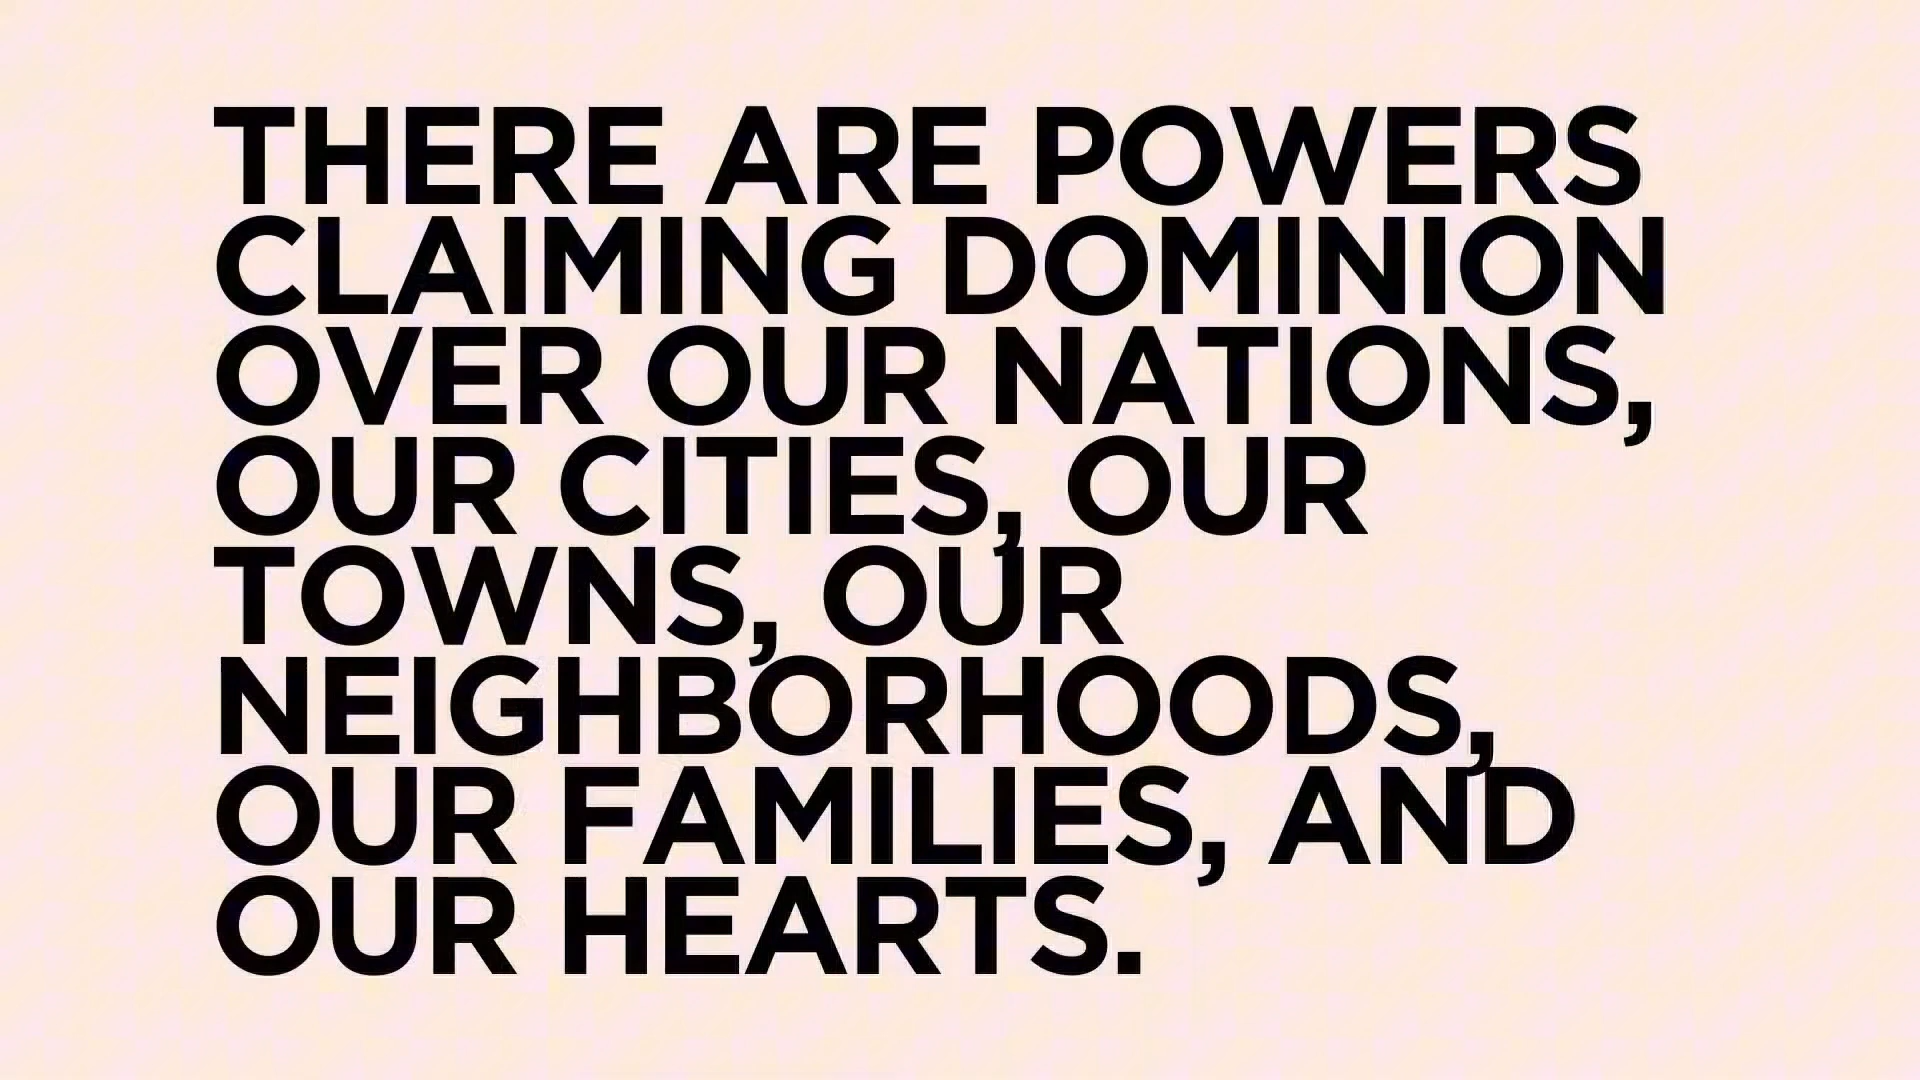 THERE ARE POWERS
CLAIMING DOMINION
OVER OUR NATIONS,
OUR CITIES, OUR
TOWNS, OUR
NEIGHBORHOODS,
OUR FAMILIES, AND
OUR HEARTS.